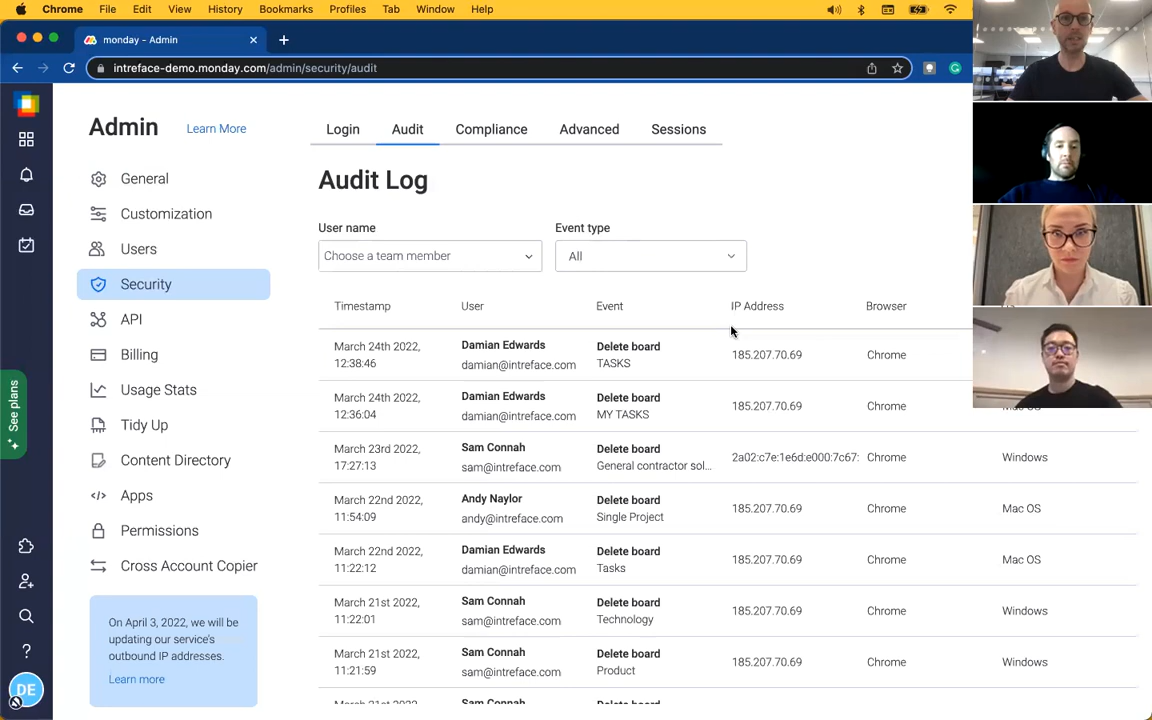 Chrome File Edit View History Bookmarks Profiles Tab Window Help
monday - Admin
intreface-demo.monday.com/admin/security/audit
Admin Learn More
Login Audit Compliance Advanced Sessions
General
Customization
Users
Security
API
Billing
Usage Stats
Tidy Up
Content Directory
Apps
Permissions
Cross Account Copier
See plans
On April 3, 2022, we will be
updating our service's
outbound IP addresses.
Learn more
DE
Audit Log
User name Event type
Choose a team member All
Timestamp User Event IP Address Browser
March 24th 2022, Damian Edwards Delete board 185.207.70.69 Chrome
12:38:46 damian@intreface.com TASKS
March 24th 2022, Damian Edwards Delete board 185.207.70.69 Chrome Mac OS
12:36:04 damian@intreface.com MY TASKS
March 23rd 2022, Sam Connah Delete board 2a02:c7e:1e6d:e000:7c67: Chrome Windows
17:27:13 sam@intreface.com General contractor sol...
March 22nd 2022, Andy Naylor Delete board 185.207.70.69 Chrome Mac OS
11:54:09 andy@intreface.com Single Project
March 22nd 2022, Damian Edwards Delete board 185.207.70.69 Chrome Mac OS
11:22:12 damian@intreface.com Tasks
March 21st 2022, Sam Connah Delete board 185.207.70.69 Chrome Windows
11:22:01 sam@intreface.com Technology
March 21st 2022, Sam Connah Delete board 185.207.70.69 Chrome Windows
11:21:59 sam@intreface.com Product
March 21st 2022, Sam Connah Delete board